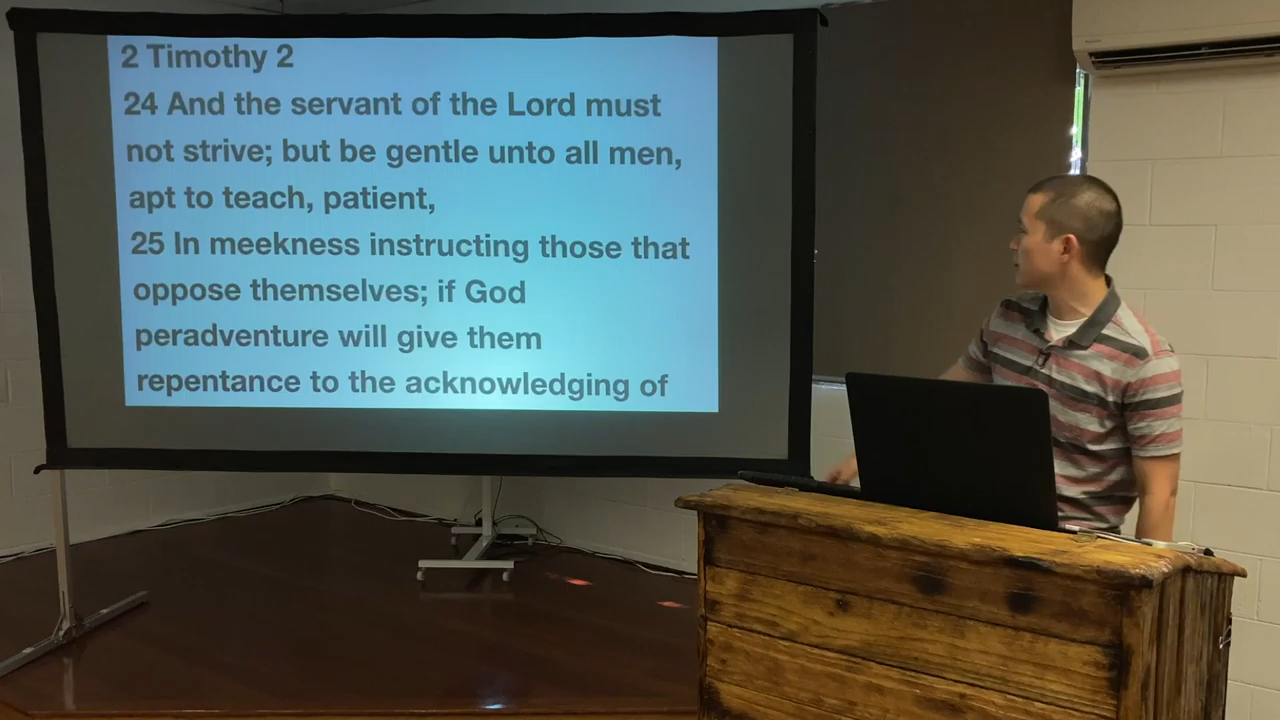 2 Timothy 2
24 And the servant of the Lord must
not strive; but be gentle unto all men,
apt to teach, patient,
25 In meekness instructing those that
oppose themselves; if God
peradventure will give them
repentance to the acknowledging of